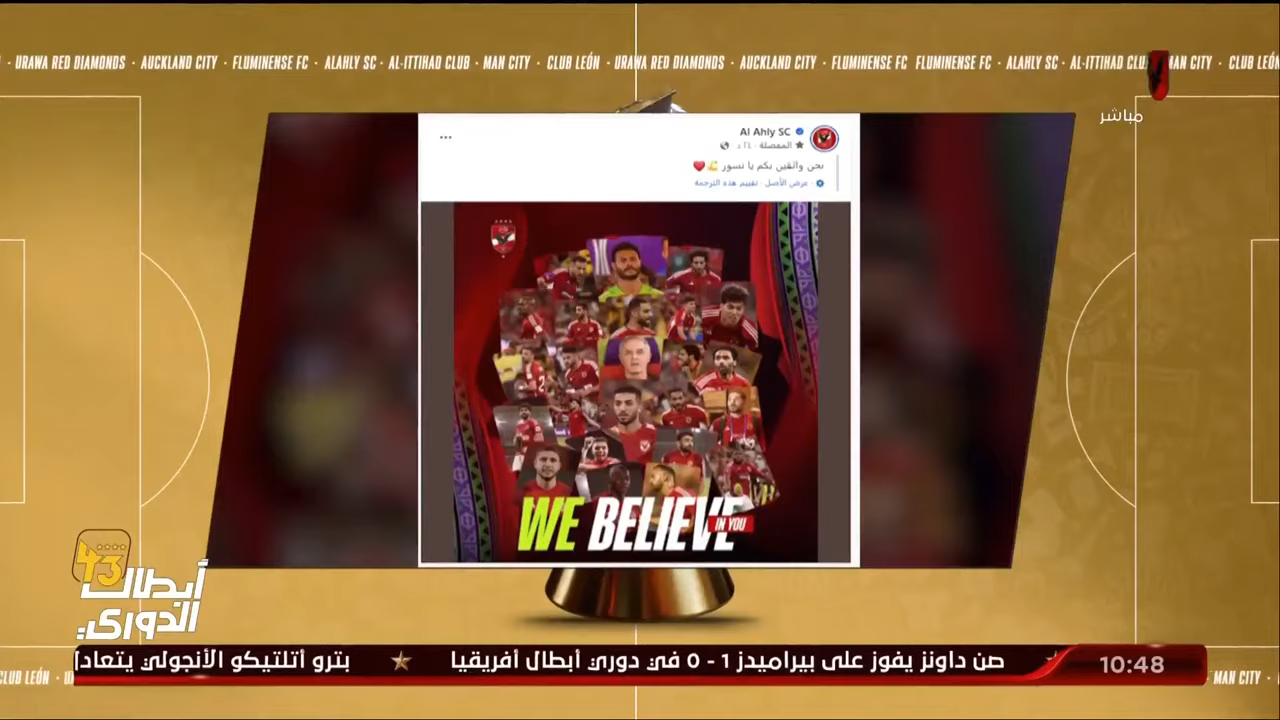 · URAWA RED DIAMONDS · AUCKLAND CITY · FLUMINENSE FC · ALAHLY SC · AL-ITTIHAD CLUB · MAN CITY · CLUB LEÓN · URAWA RED DIAMONDS · AUCKLAND CITY · FLUMINENSE FC FLUMINENSE FC · ALAHLY SC · AL-ITTIHAD CLU MAN CITY · CLUB LEÓN
مباشر
Al Ahly SC
المفضلة
نحن واثقين بكم يا نسور 💪❤️
عرض الأصل · تقييم هذه الترجمة
WE BELIEVE
IN YOU
43
أبطال
الدوري
صن داونز يفوز على بيراميدز 1 - 0 في دوري أبطال أفريقيا ★ بترو أتلتيكو الأنجولي يتعادل
10:48
CLUB LEÓN
MAN CITY